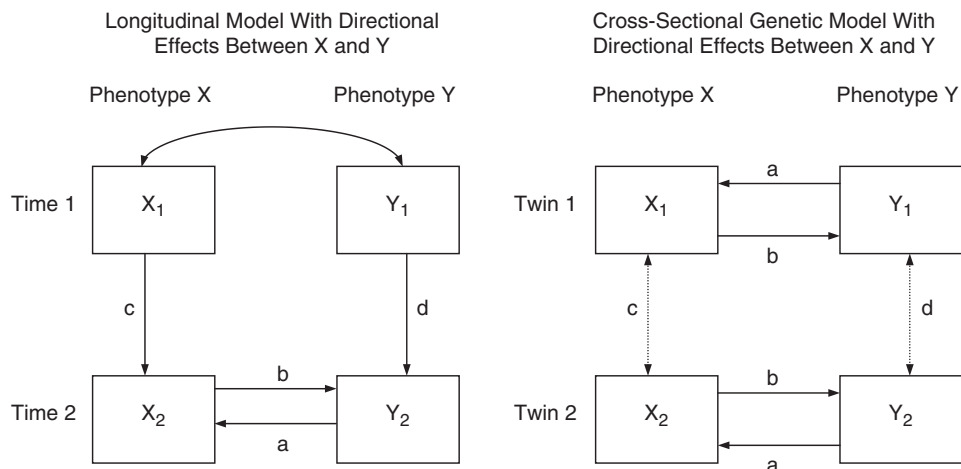 Longitudinal Model With Directional
Effects Between X and Y
Phenotype X
Phenotype Y
Time 1
X1
Y1
c
d
Time 2
X2
b
a
Y2
Cross-Sectional Genetic Model With
Directional Effects Between X and Y
Phenotype X
Phenotype Y
Twin 1
X1
a
b
Y1
c
d
Twin 2
X2
b
a
Y2